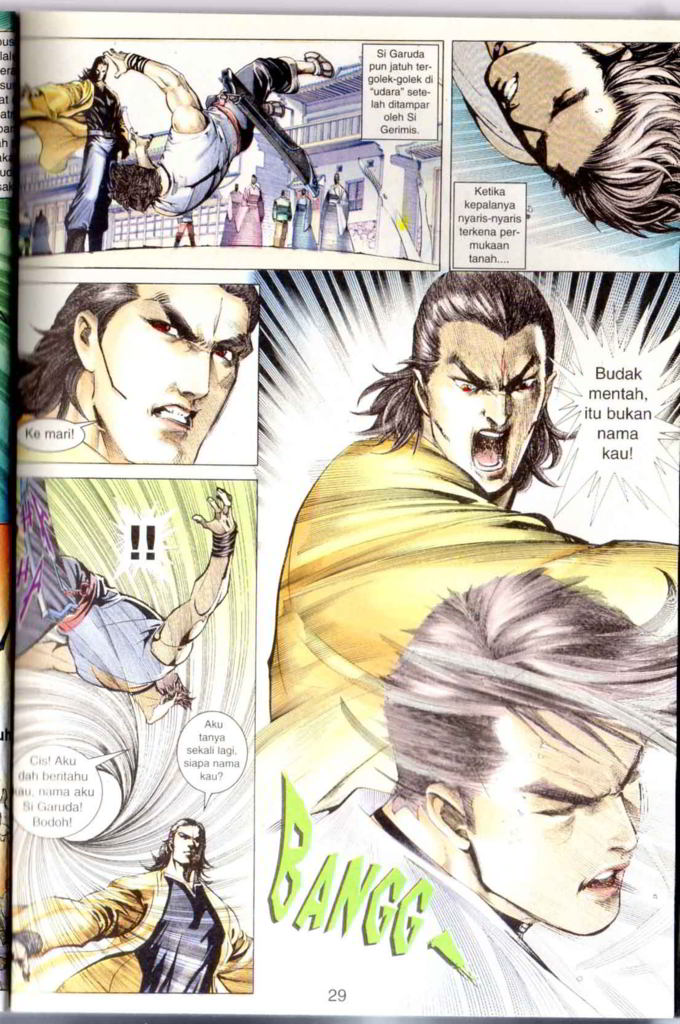 Si Garuda
pun jatuh ter-
golek-golek di
"udara" sete-
lah ditampar
oleh Si
Gerimis.
Ketika
kepalanya
nyaris-nyaris
terkena per-
mukaan
tanah....
Ke mari!
Budak
mentah,
itu bukan
nama
kau!
!!
Aku
tanya
sekali lagi,
siapa nama
kau?
Cis! Aku
dah beritahu
kau, nama aku
Si Garuda!
Bodoh!
BANGG
29